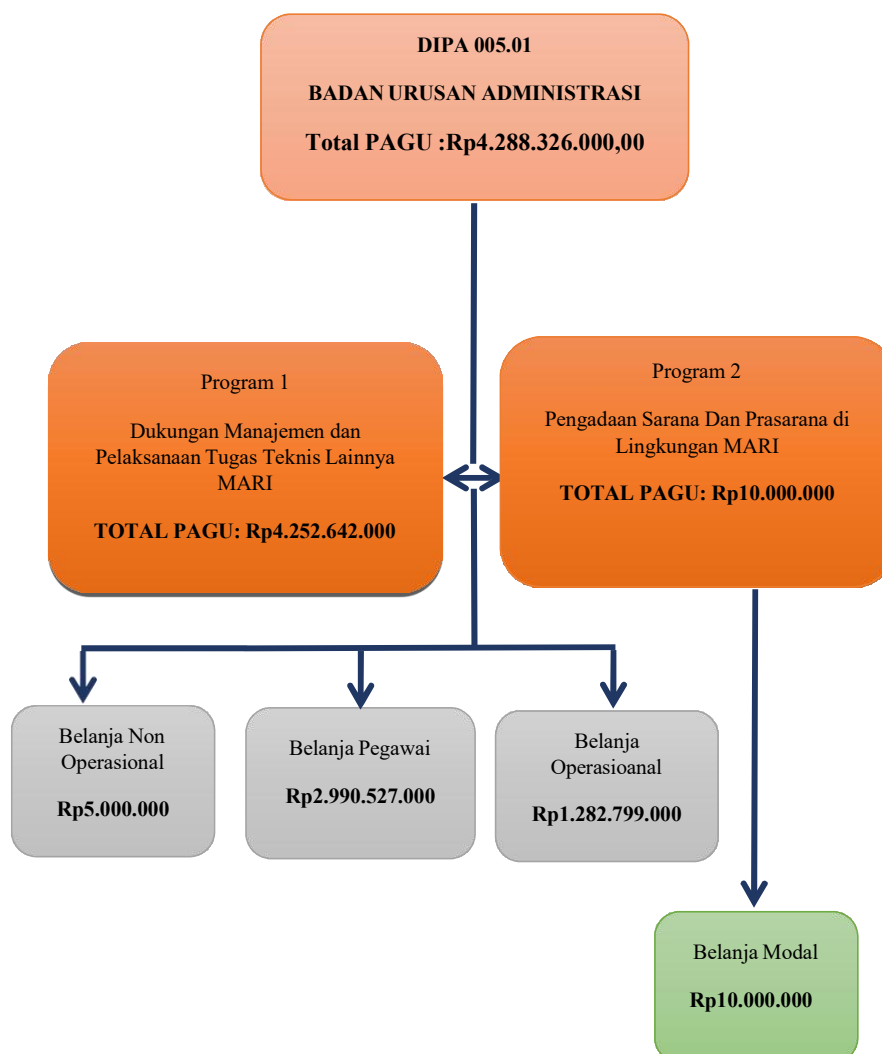 DIPA 005.01
BADAN URUSAN ADMINISTRASI
Total PAGU :Rp4.288.326.000,00
Program 1
Dukungan Manajemen dan
Pelaksanaan Tugas Teknis Lainnya
MARI
TOTAL PAGU: Rp4.252.642.000
Program 2
Pengadaan Sarana Dan Prasarana di
Lingkungan MARI
TOTAL PAGU: Rp10.000.000
Belanja Non
Operasional
Rp5.000.000
Belanja Pegawai
Rp2.990.527.000
Belanja
Operasioanal
Rp1.282.799.000
Belanja Modal
Rp10.000.000